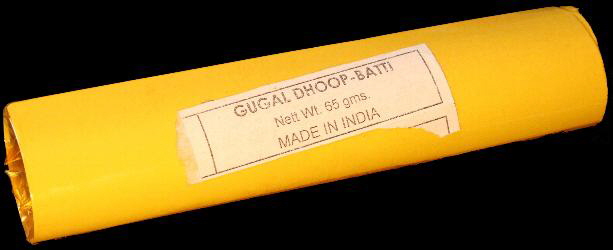 GUGAL DHOOP-BATTI
Nett Wt. 65 gms.
MADE IN INDIA